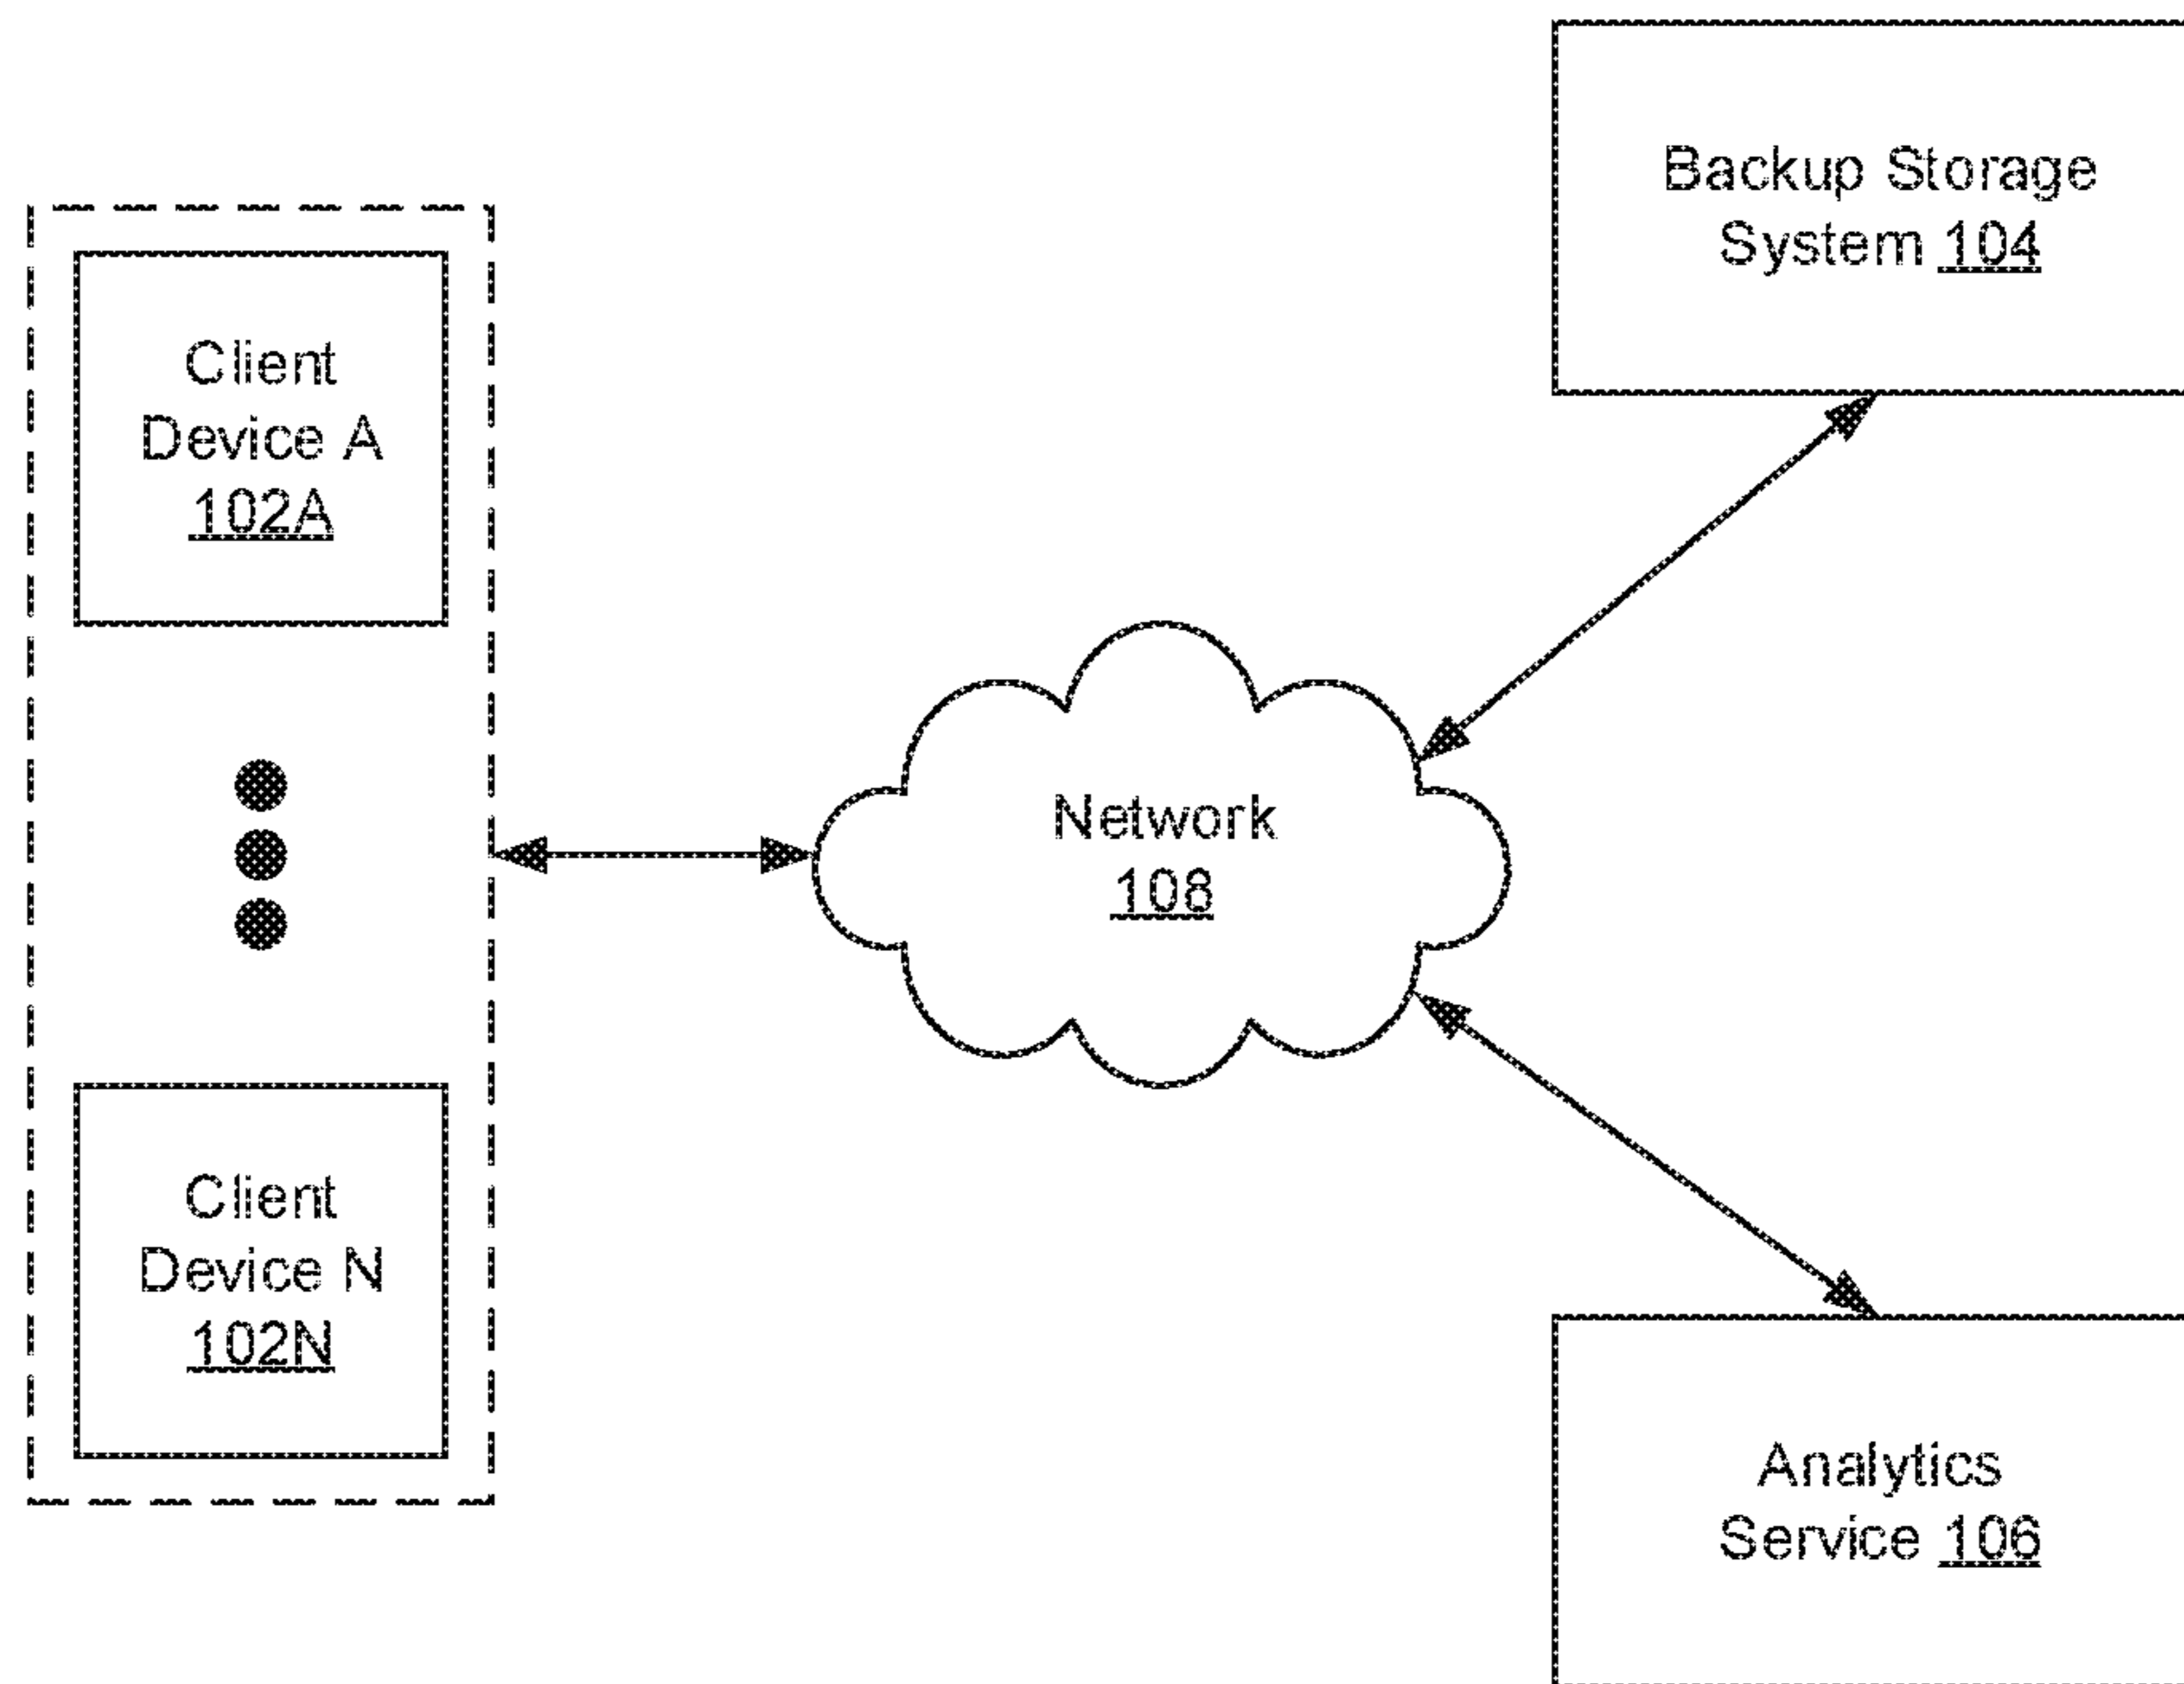 Backup Storage
System 104
Client
Device A
102A
Network
108
Client
Device N
102N
Analytics
Service 106